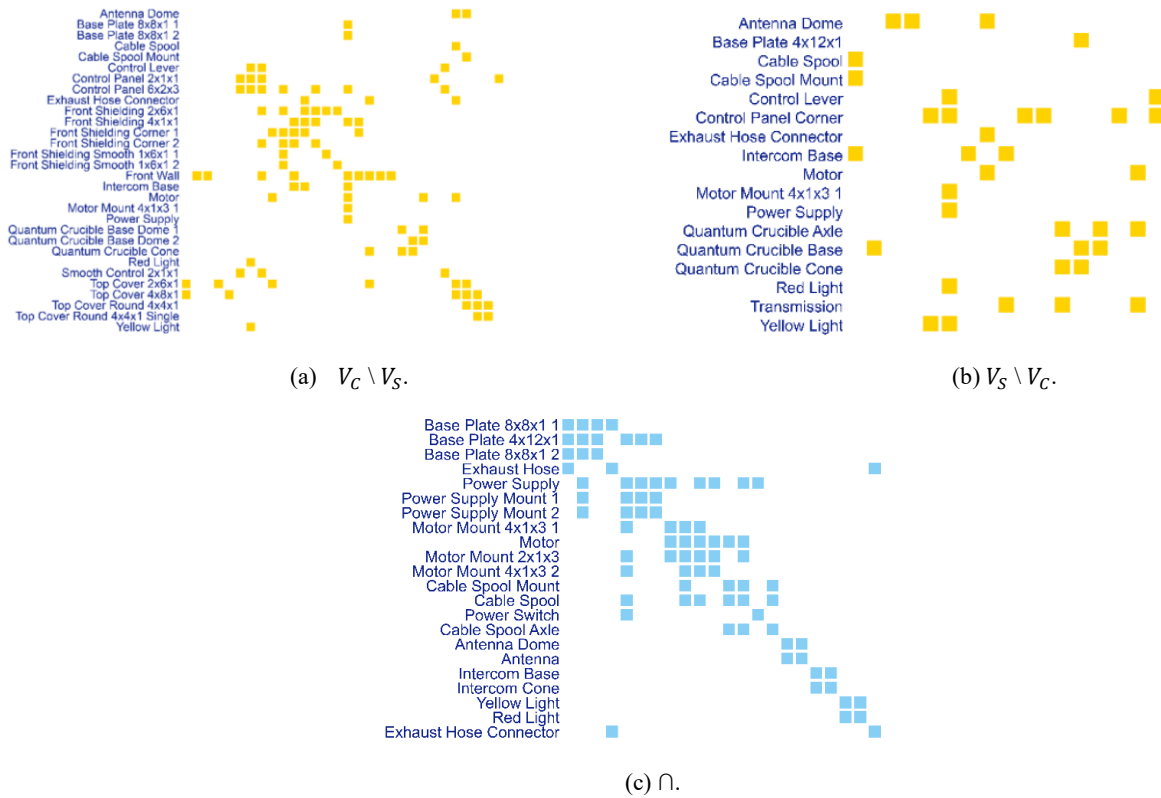 Antenna Dome
Base Plate 8x8x1 1
Base Plate 8x8x1 2
Cable Spool
Cable Spool Mount
Control Lever
Control Panel 2x1x1
Control Panel 6x2x3
Exhaust Hose Connector
Front Shielding 2x6x1
Front Shielding 4x1x1
Front Shielding Corner 1
Front Shielding Corner 2
Front Shielding Smooth 1x6x1 1
Front Shielding Smooth 1x6x1 2
Front Wall
Intercom Base
Motor
Motor Mount 4x1x3 1
Power Supply
Quantum Crucible Base Dome 1
Quantum Crucible Base Dome 2
Quantum Crucible Cone
Red Light
Smooth Control 2x1x1
Top Cover 2x6x1
Top Cover 4x8x1
Top Cover Round 4x4x1
Top Cover Round 4x4x1 Single
Yellow Light
(a) V_C \ V_S.
Antenna Dome
Base Plate 4x12x1
Cable Spool
Cable Spool Mount
Control Lever
Control Panel Corner
Exhaust Hose Connector
Intercom Base
Motor
Motor Mount 4x1x3 1
Power Supply
Quantum Crucible Axle
Quantum Crucible Base
Quantum Crucible Cone
Red Light
Transmission
Yellow Light
(b) V_S \ V_C.
Base Plate 8x8x1 1
Base Plate 4x12x1
Base Plate 8x8x1 2
Exhaust Hose
Power Supply
Power Supply Mount 1
Power Supply Mount 2
Motor Mount 4x1x3 1
Motor
Motor Mount 2x1x3
Motor Mount 4x1x3 2
Cable Spool Mount
Cable Spool
Power Switch
Cable Spool Axle
Antenna Dome
Antenna
Intercom Base
Intercom Cone
Yellow Light
Red Light
Exhaust Hose Connector
(c) ∩.